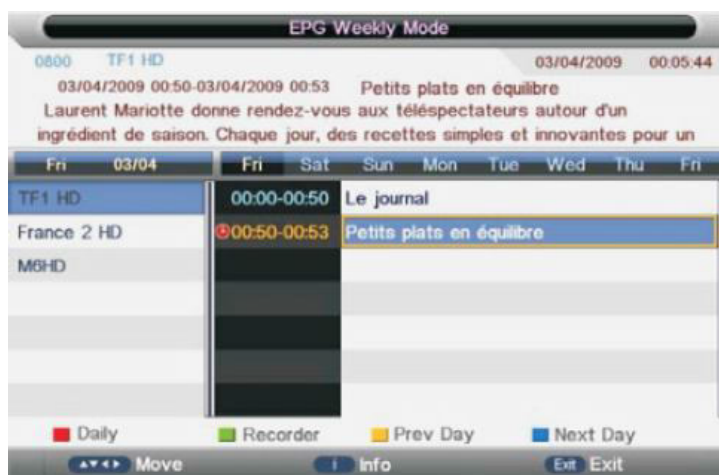 EPG Weekly Mode
0800 TF1 HD 03/04/2009 00:05:44
03/04/2009 00:50-03/04/2009 00:53 Petits plats en équilibre
Laurent Mariotte donne rendez-vous aux téléspectateurs autour d'un
ingrédient de saison. Chaque jour, des recettes simples et innovantes pour un
Fri 03/04 Fri Sat Sun Mon Tue Wed Thu Fri
TF1 HD 00:00-00:50 Le journal
France 2 HD 00:50-00:53 Petits plats en équilibre
M6HD
Daily Recorder Prev Day Next Day
Move i Info Exit Exit